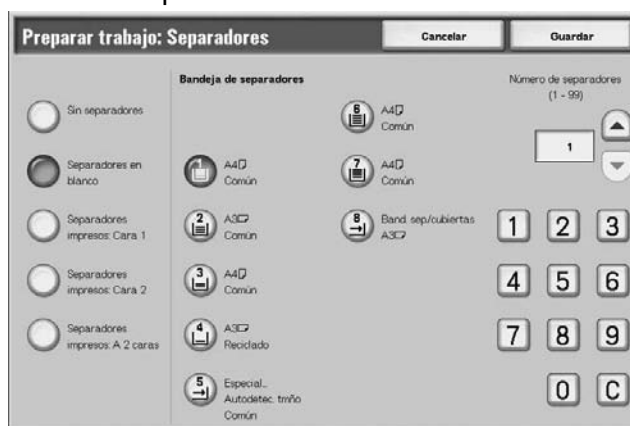 Preparar trabajo: Separadores
Cancelar
Guardar
Sin separadores
Separadores en
blanco
Separadores
impresos: Cara 1
Separadores
impresos: Cara 2
Separadores
impresos: A 2 caras
Bandeja de separadores
1
A4
Común
2
A3
Común
3
A4
Común
4
A3
Reciclado
5
Especial..
Autodetec. tmño
Común
6
A4
Común
7
A4
Común
8
Band. sep/cubiertas
A3
Número de separadores
(1 - 99)
1
1 2 3
4 5 6
7 8 9
0 C